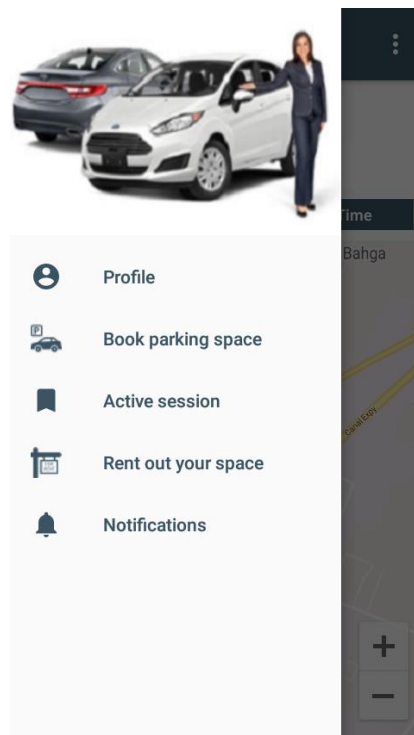 Time
Bahga
Profile
P
Book parking space
Active session
Canal Expy
Rent out your space
Notifications